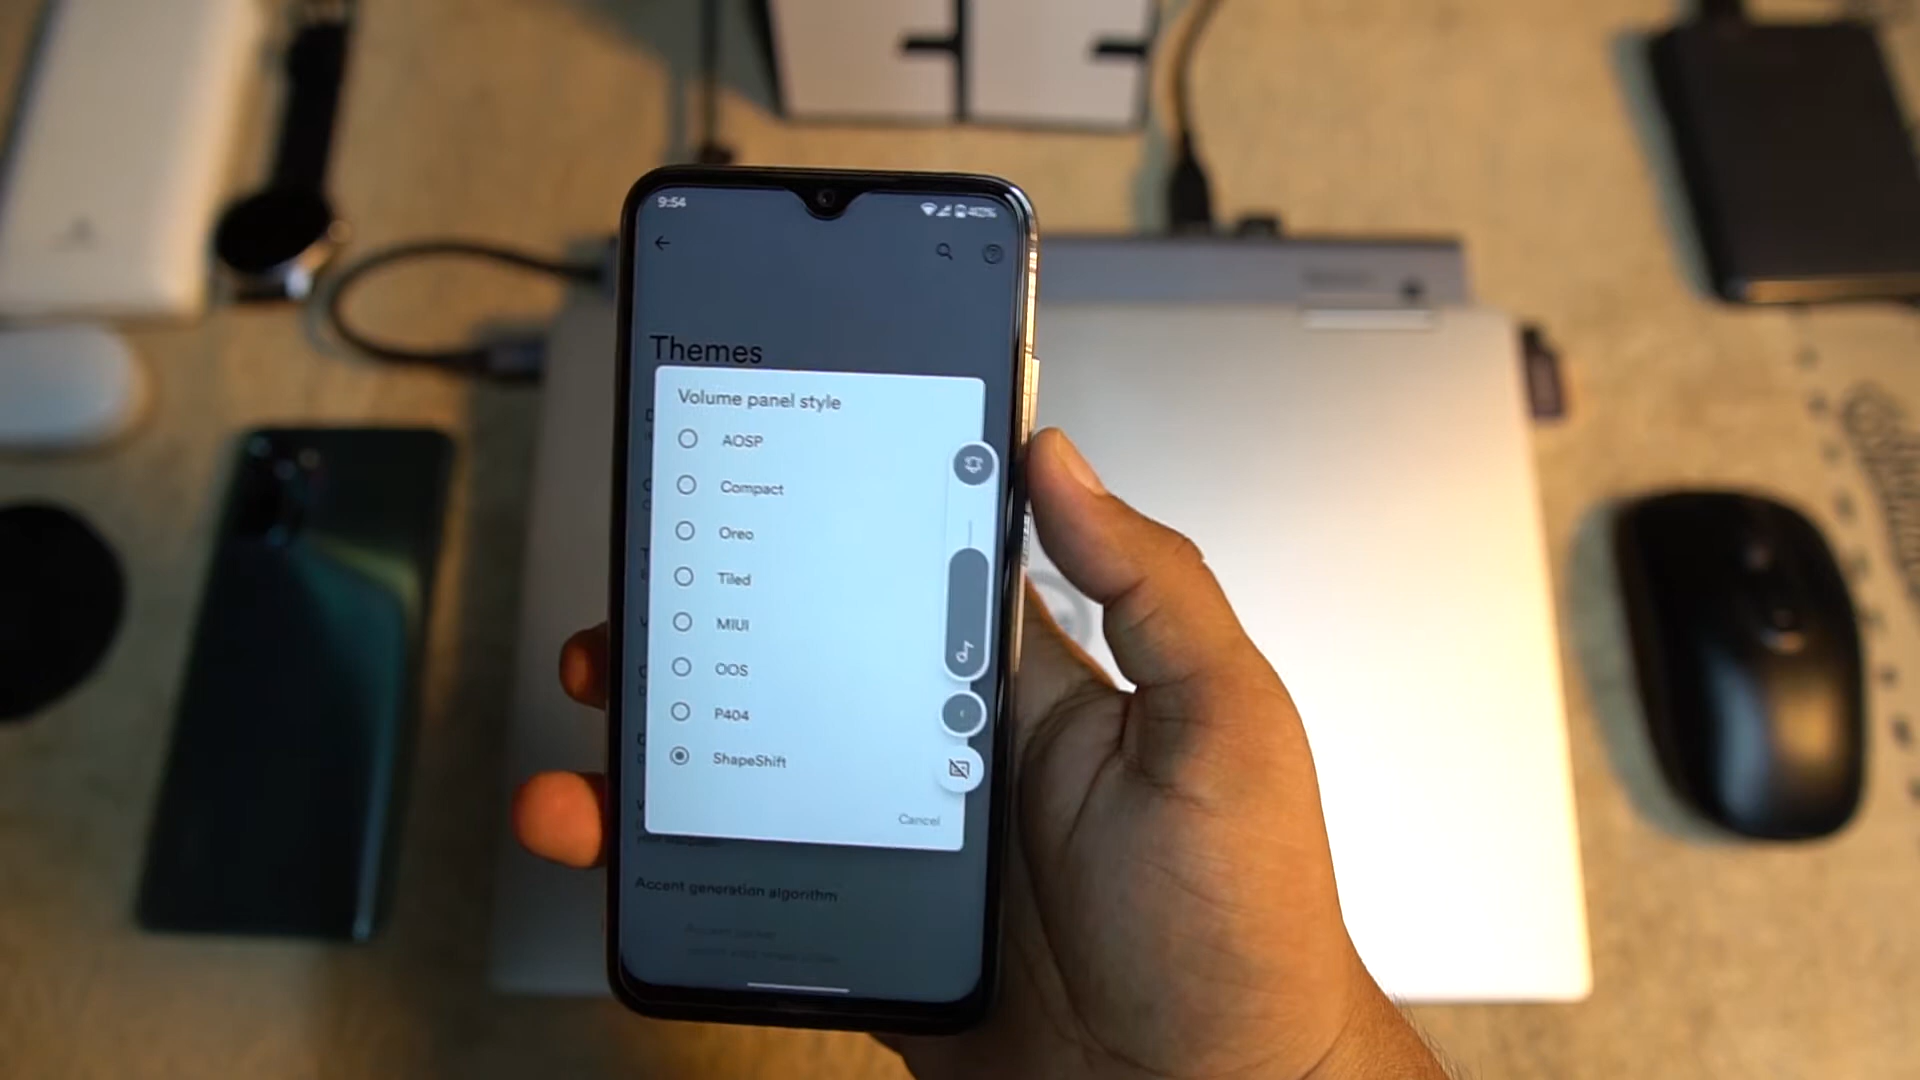 9:54
Themes
Volume panel style
AOSP
Compact
Oreo
Tiled
MIUI
OOS
P404
ShapeShift
Cancel
Accent generation algorithm